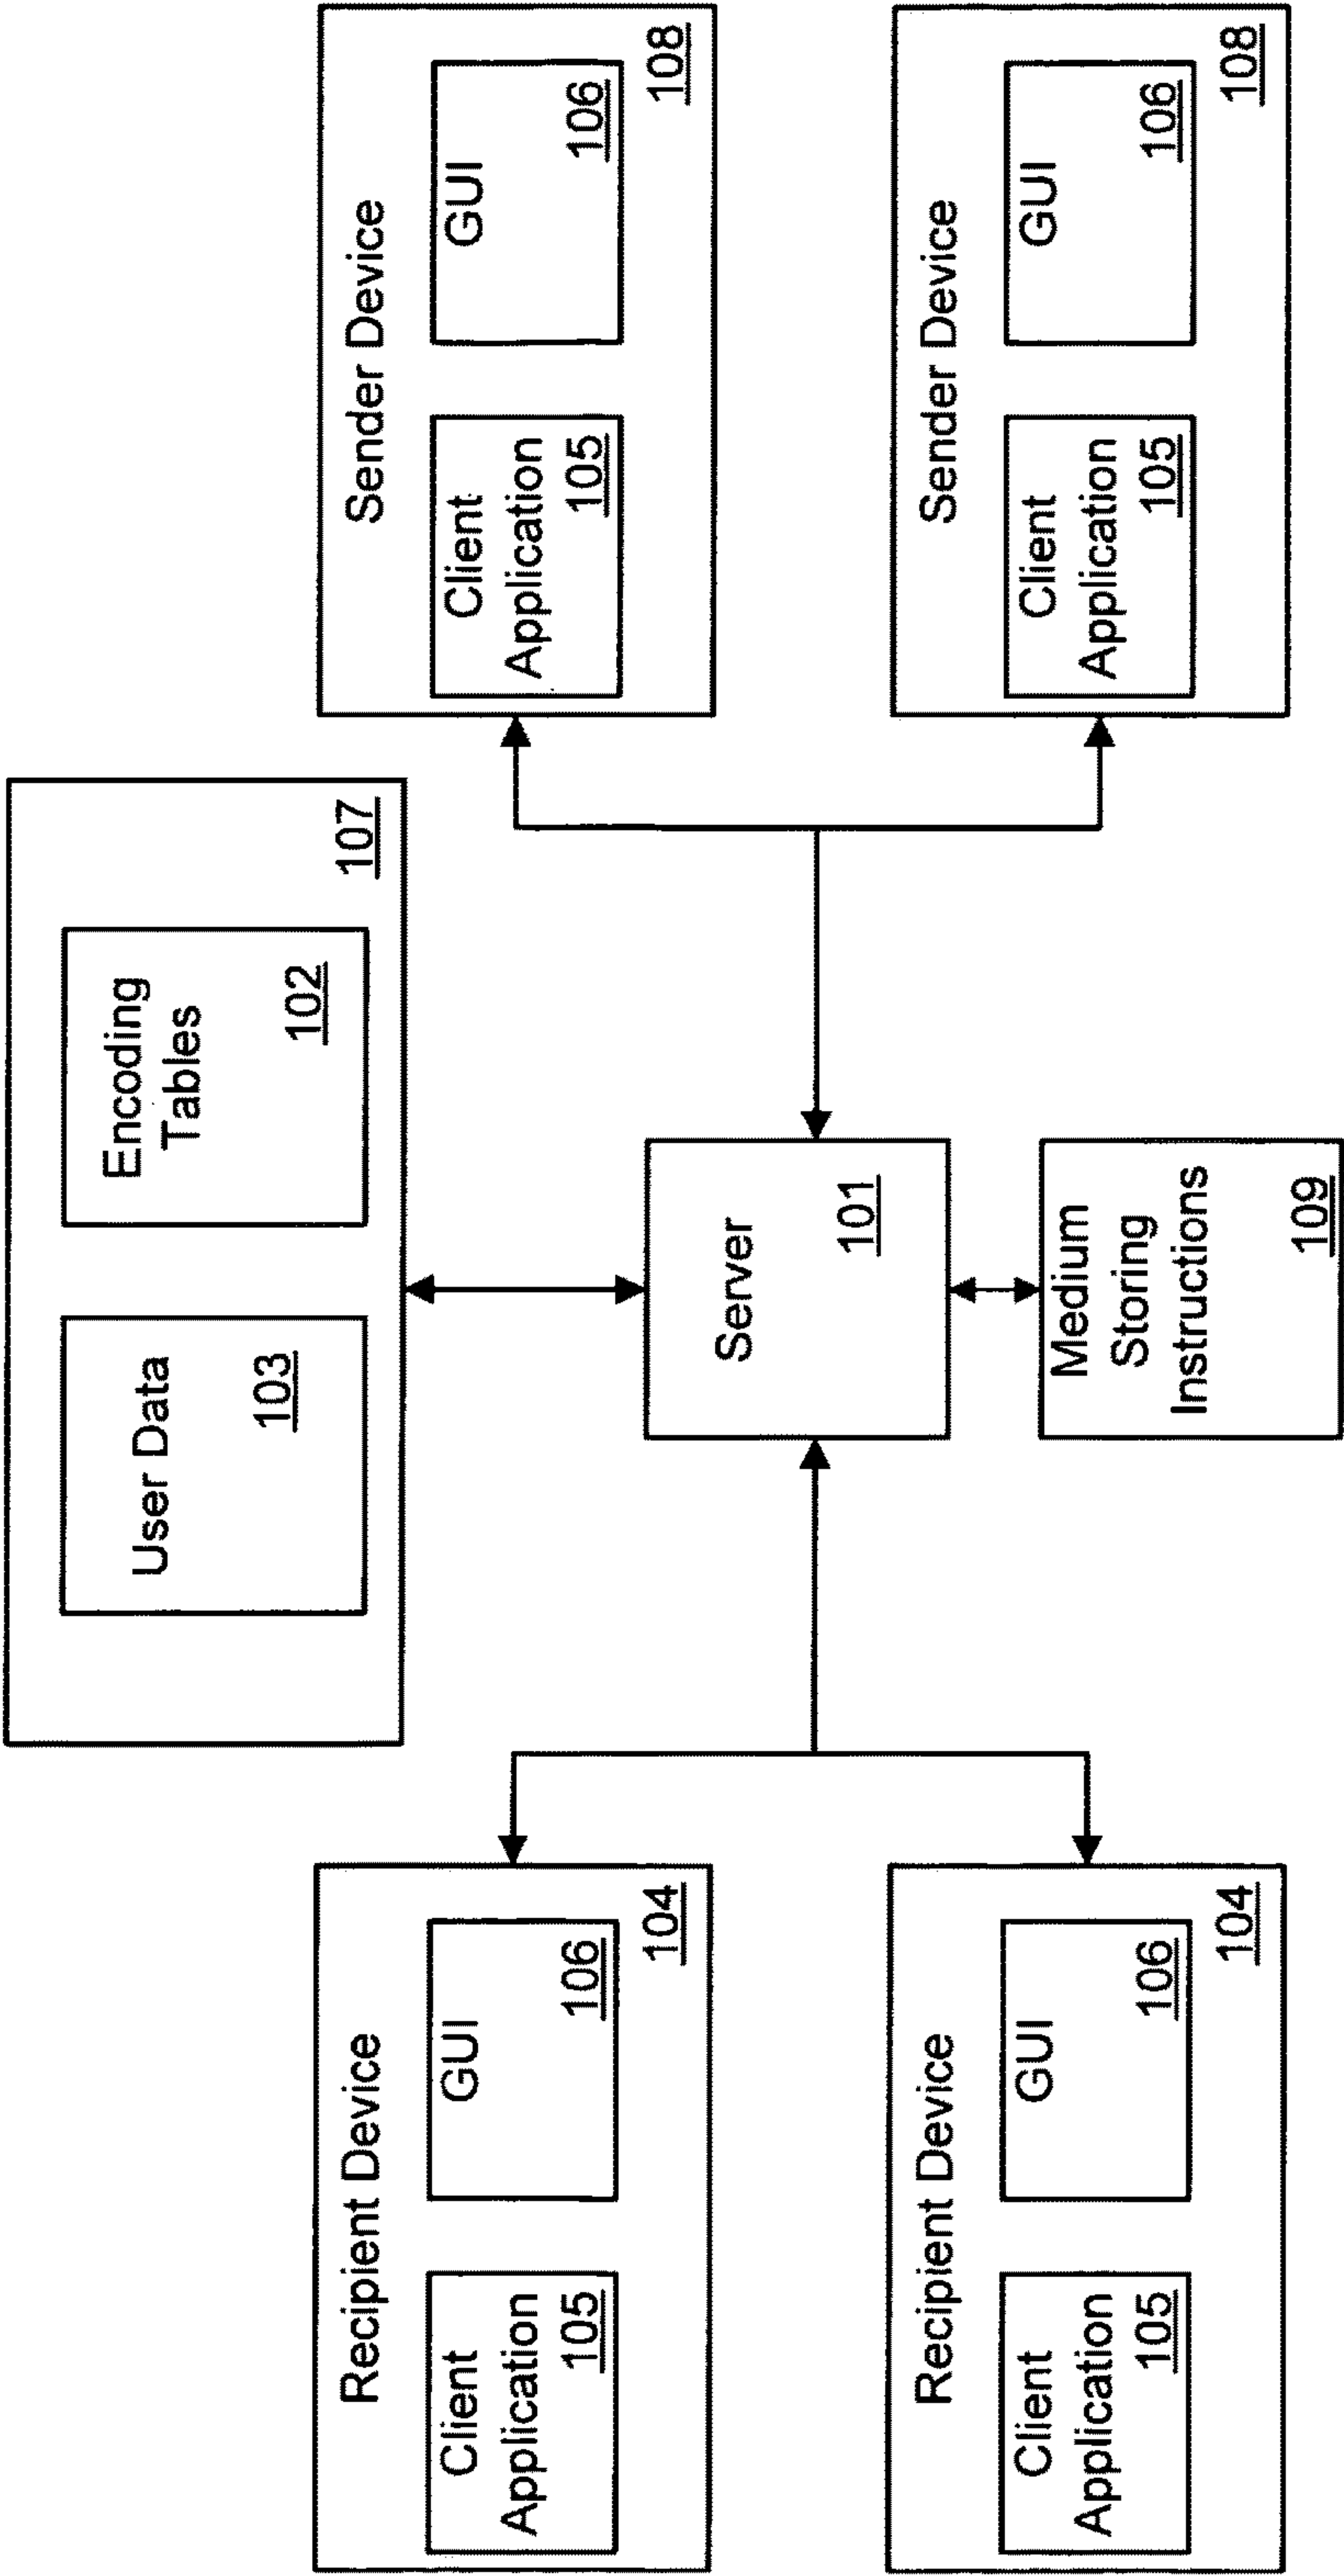 User Data
103
Encoding
Tables
102
107
Recipient Device
Client
Application
105
GUI
106
104
Sender Device
Client
Application
105
GUI
106
108
Server
101
Recipient Device
Client
Application
105
GUI
106
104
Medium
Storing
Instructions
109
Sender Device
Client
Application
105
GUI
106
108